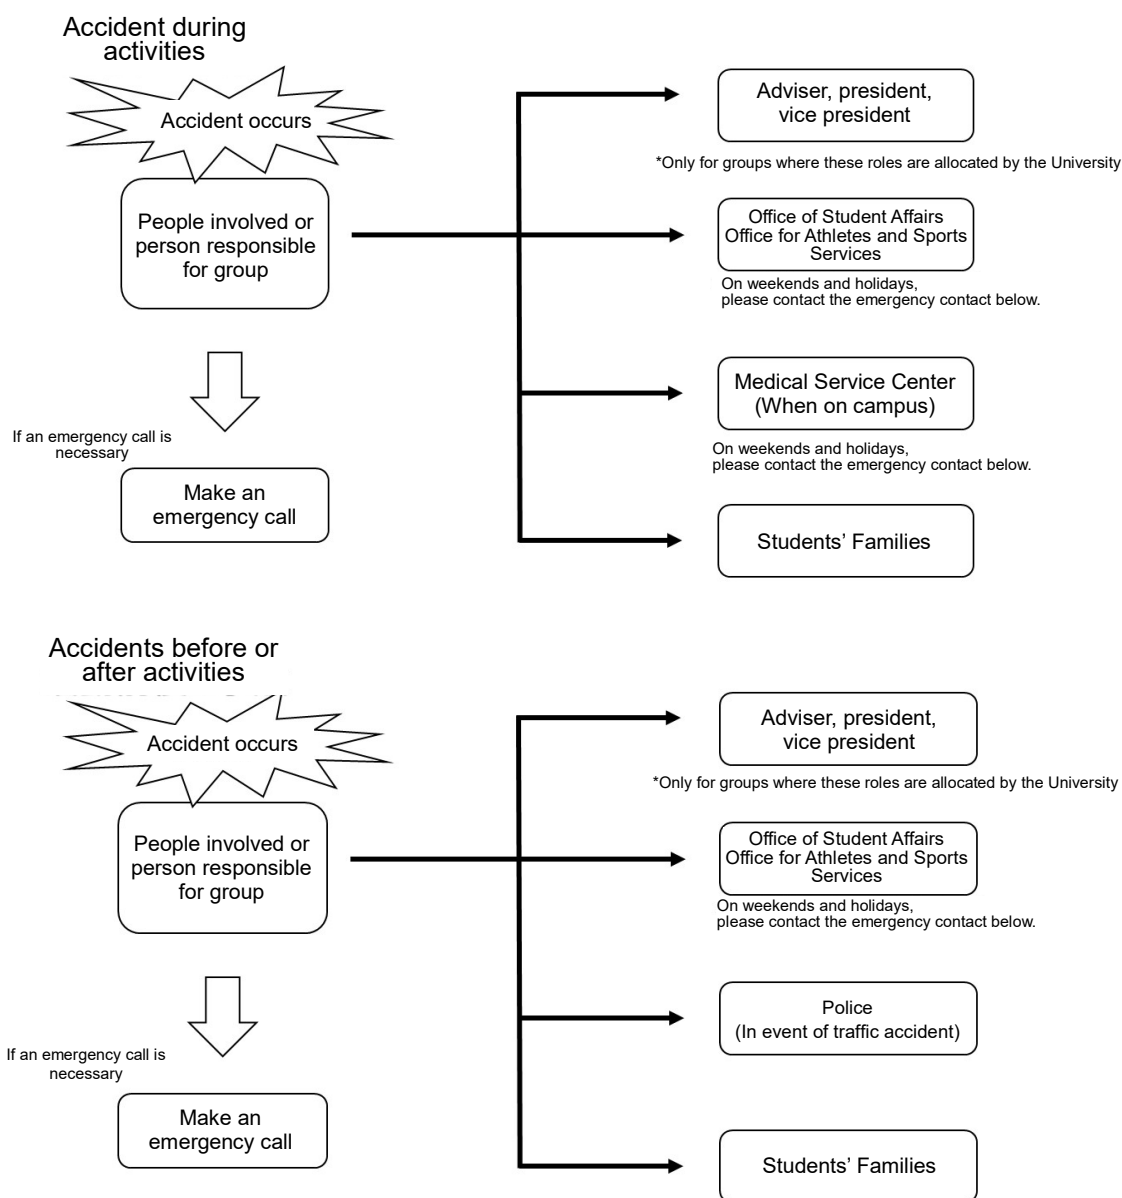 Accident during
activities
Accident occurs
People involved or
person responsible
for group
If an emergency call is
necessary
Make an
emergency call
Adviser, president,
vice president
*Only for groups where these roles are allocated by the University
Office of Student Affairs
Office for Athletes and Sports
Services
On weekends and holidays,
please contact the emergency contact below.
Medical Service Center
(When on campus)
On weekends and holidays,
please contact the emergency contact below.
Students’ Families
Accidents before or
after activities
Accident occurs
People involved or
person responsible
for group
If an emergency call is
necessary
Make an
emergency call
Adviser, president,
vice president
*Only for groups where these roles are allocated by the University
Office of Student Affairs
Office for Athletes and Sports
Services
On weekends and holidays,
please contact the emergency contact below.
Police
(In event of traffic accident)
Students’ Families